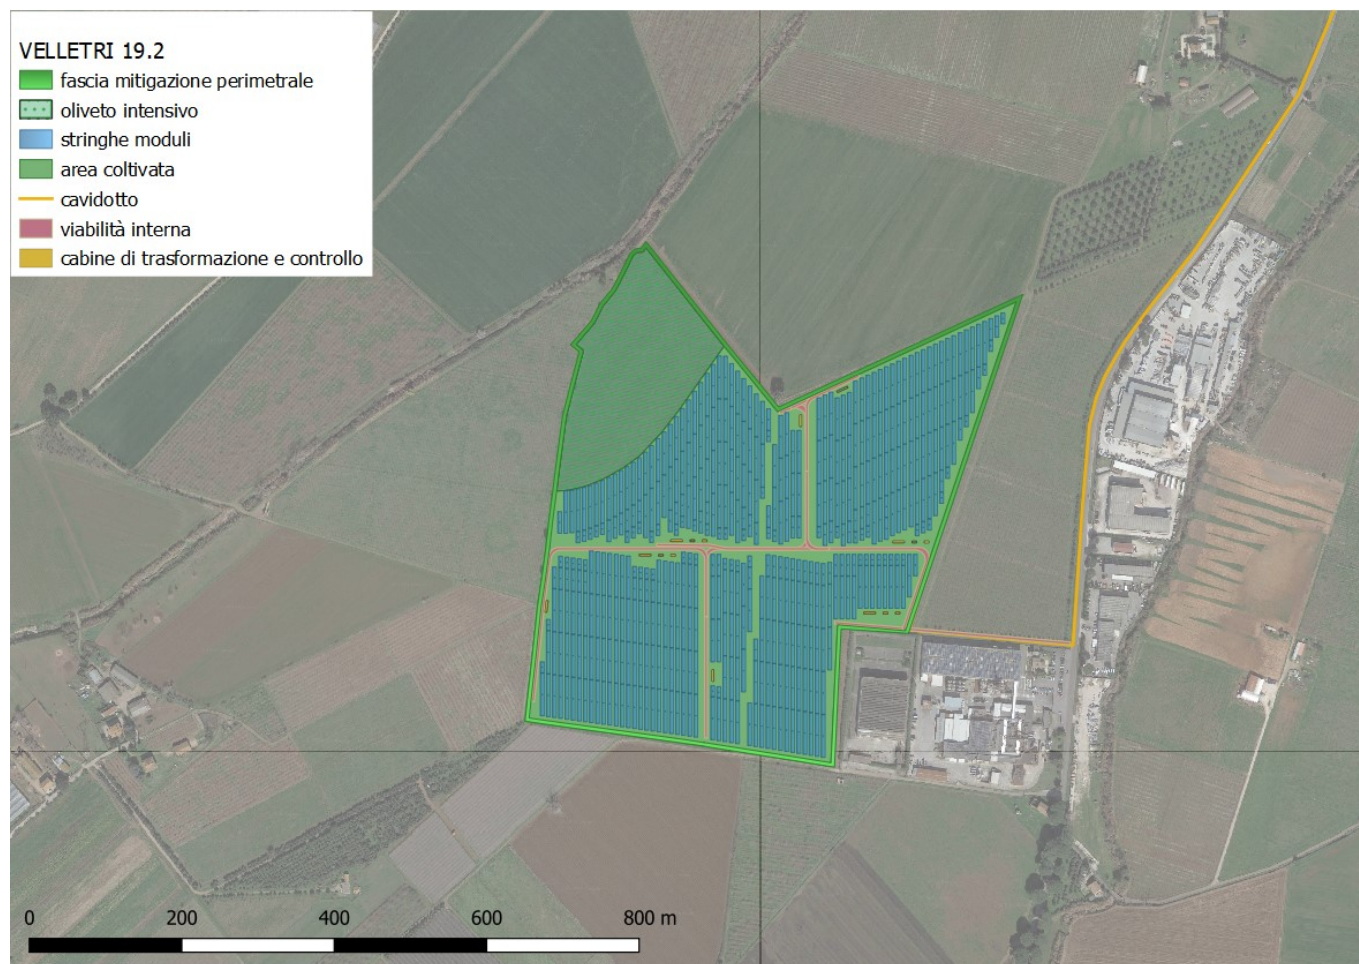 VELLETRI 19.2
fascia mitigazione perimetrale
oliveto intensivo
stringhe moduli
area coltivata
cavidotto
viabilità interna
cabine di trasformazione e controllo
0 200 400 600 800 m